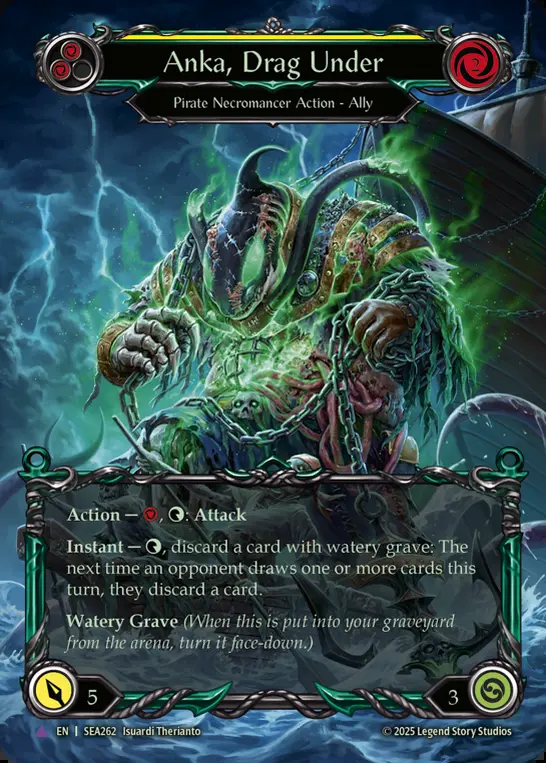 Anka, Drag Under
Pirate Necromancer Action - Ally
Action — , : Attack
Instant — , discard a card with watery grave: The
next time an opponent draws one or more cards this
turn, they discard a card.
Watery Grave (When this is put into your graveyard
from the arena, turn it face-down.)
5
3
EN | SEA262 Isuardi Therianto
© 2025 Legend Story Studios